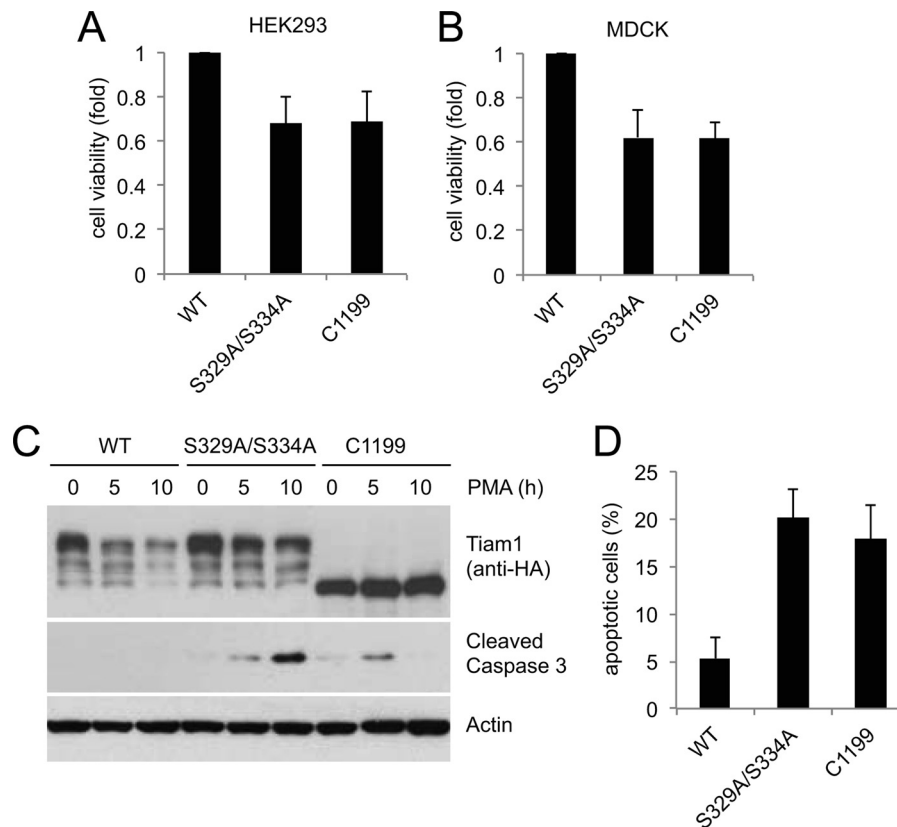 A
HEK293
cell viability (fold)
1
0.8
0.6
0.4
0.2
0
WT
S329A/S334A
C1199
B
MDCK
cell viability (fold)
1
0.8
0.6
0.4
0.2
0
WT
S329A/S334A
C1199
C
WT S329A/S334A C1199
0 5 10 0 5 10 0 5 10 PMA (h)
Tiam1
(anti-HA)
Cleaved
Caspase 3
Actin
D
apoptotic cells (%)
25
20
15
10
5
0
WT
S329A/S334A
C1199